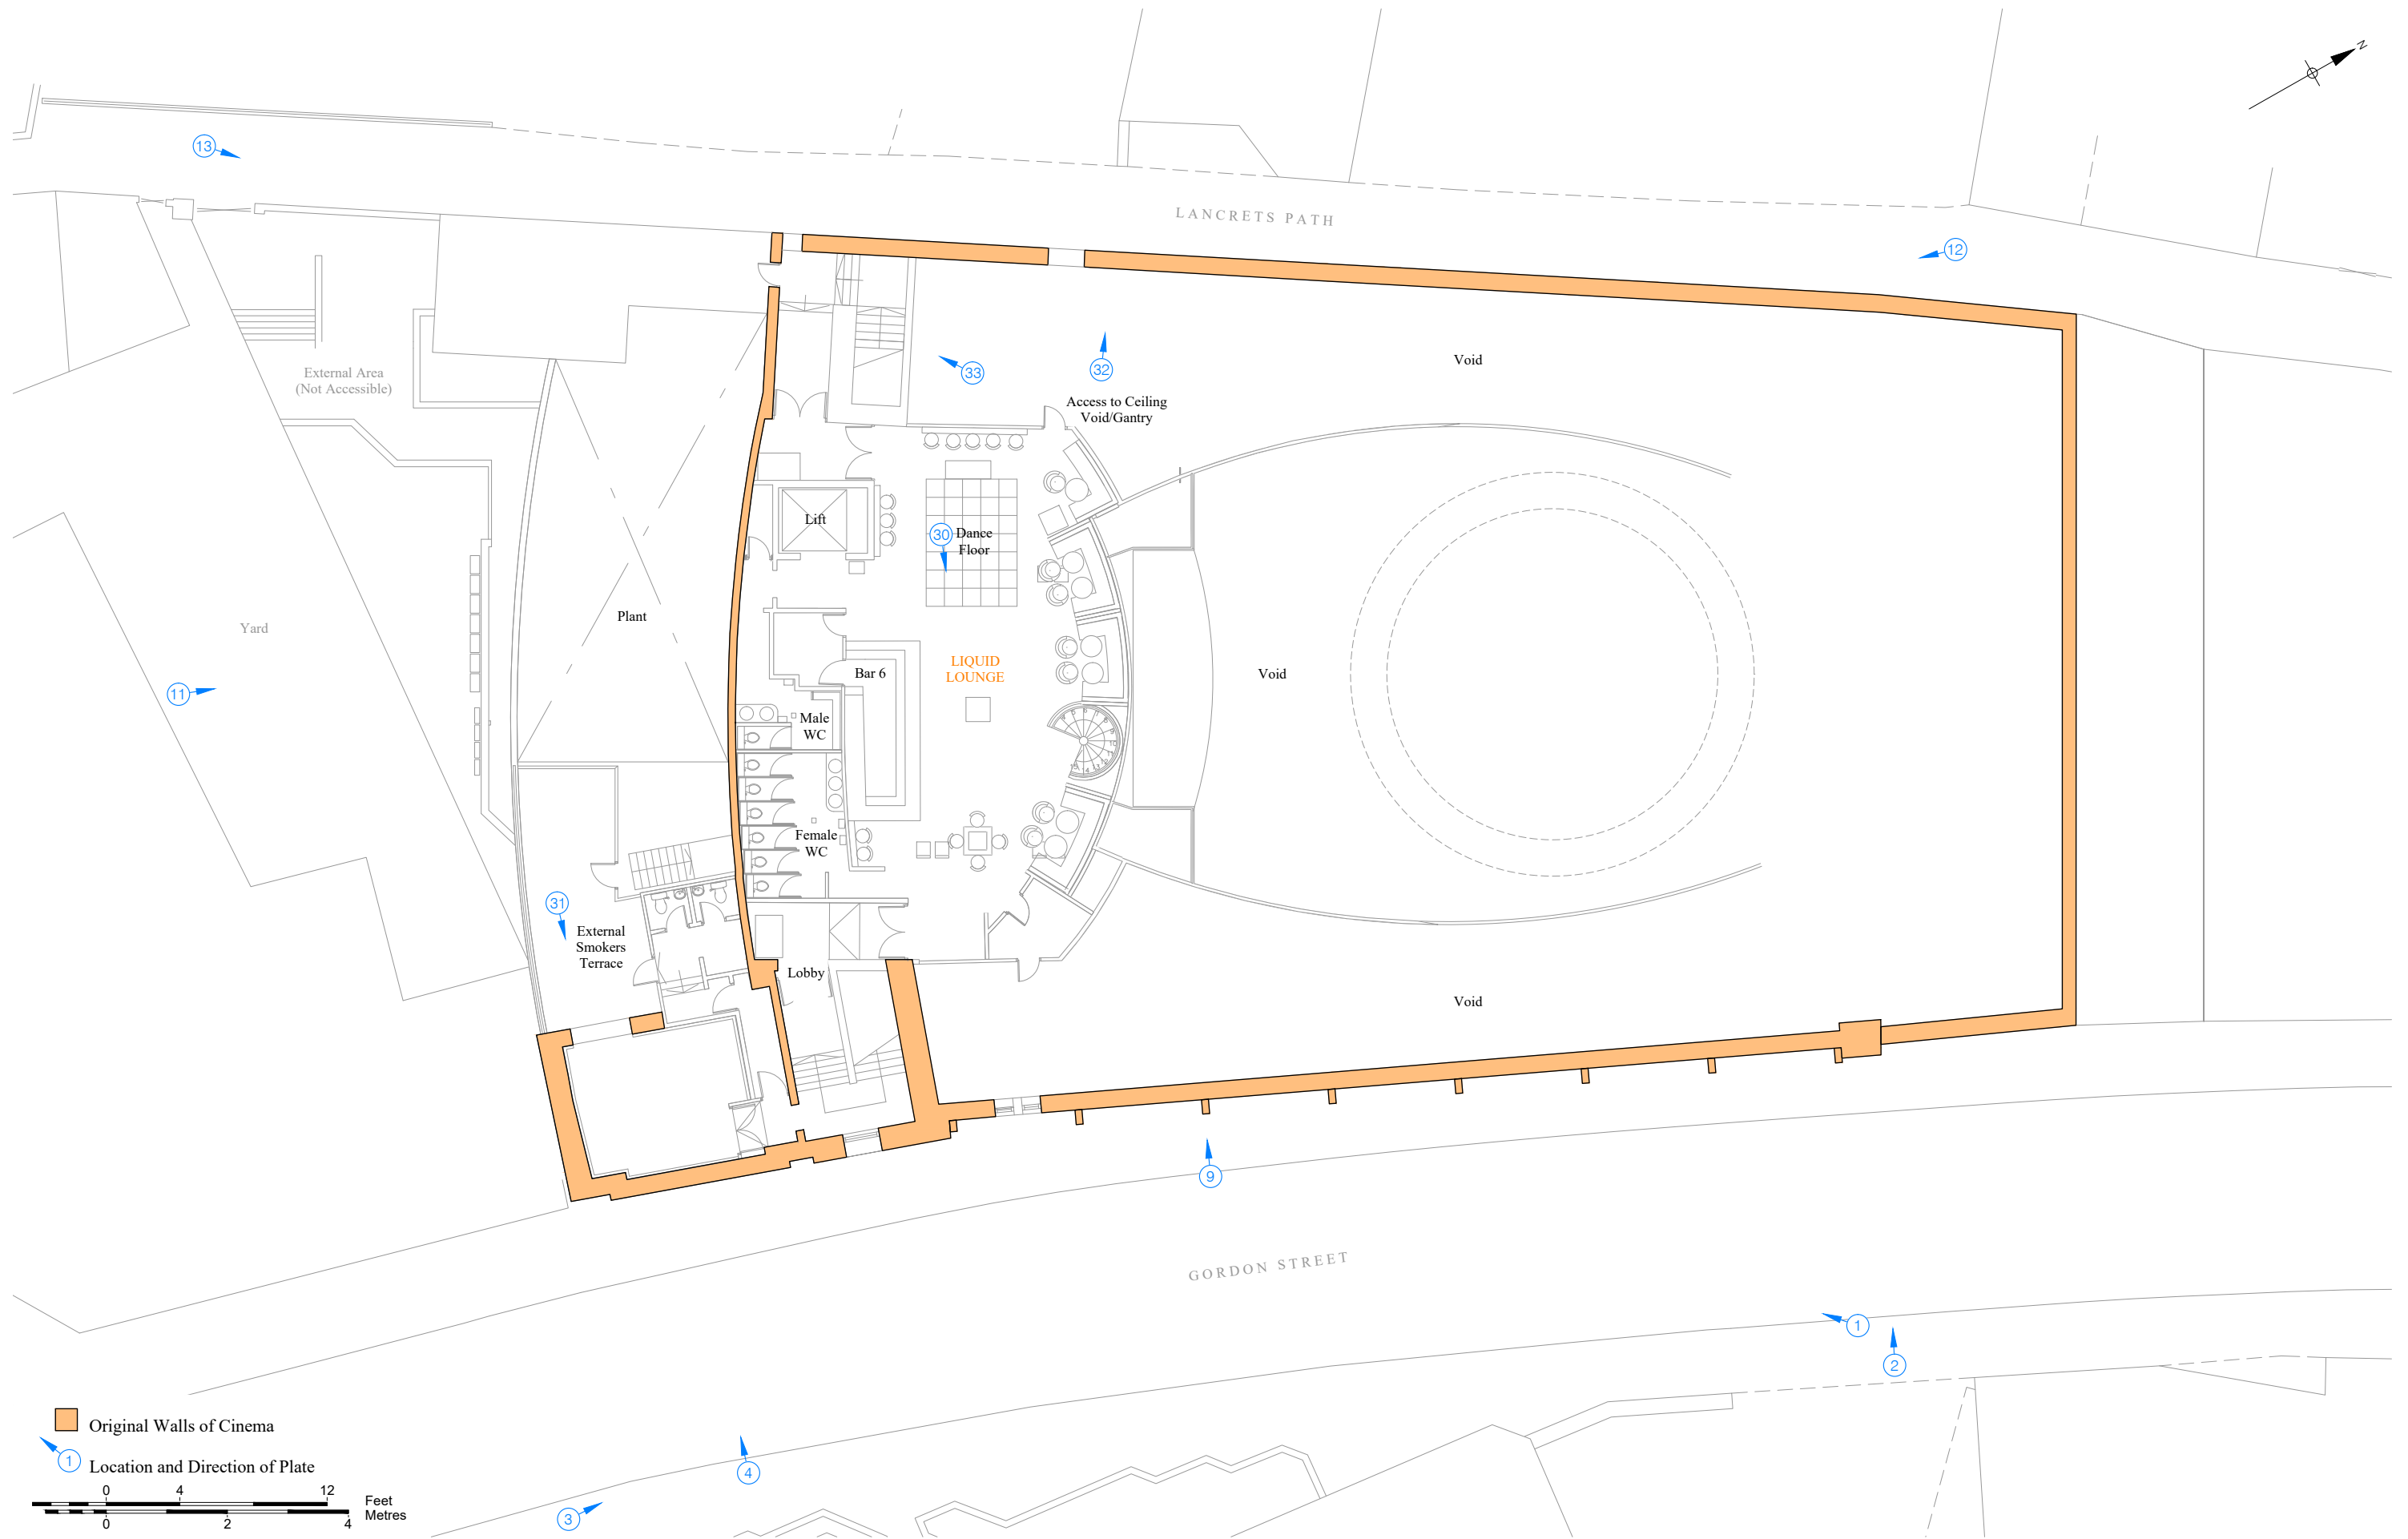 N
13
LANCRETS PATH
12
External Area
(Not Accessible)
33
32
Void
Access to Ceiling
Void/Gantry
Lift
30
Dance
Floor
Plant
Yard
LIQUID
LOUNGE
Bar 6
Void
11
Male
WC
Female
WC
31
External
Smokers
Terrace
Lobby
Void
9
GORDON STREET
1
2
4
3
Original Walls of Cinema
1
Location and Direction of Plate
0 4 12
Feet
Metres
0 2 4